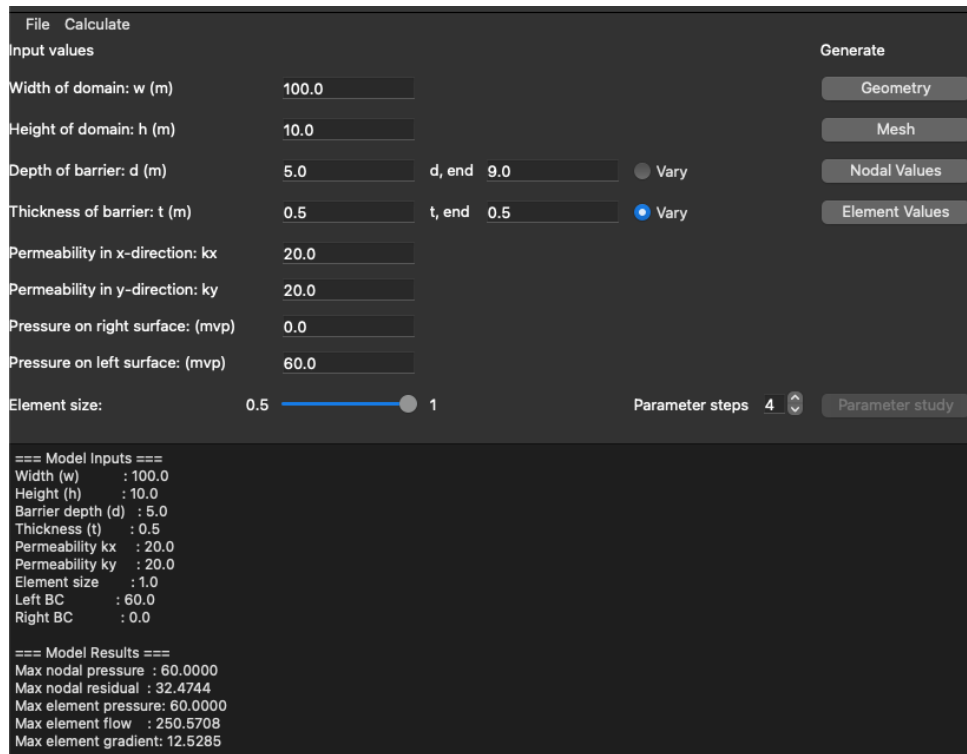 File Calculate
Input values Generate
Width of domain: w (m) 100.0 Geometry
Height of domain: h (m) 10.0 Mesh
Depth of barrier: d (m) 5.0 d, end 9.0 Vary Nodal Values
Thickness of barrier: t (m) 0.5 t, end 0.5 Vary Element Values
Permeability in x-direction: kx 20.0
Permeability in y-direction: ky 20.0
Pressure on right surface: (mvp) 0.0
Pressure on left surface: (mvp) 60.0
Element size: 0.5 1 Parameter steps 4 Parameter study
=== Model Inputs ===
Width (w) : 100.0
Height (h) : 10.0
Barrier depth (d) : 5.0
Thickness (t) : 0.5
Permeability kx : 20.0
Permeability ky : 20.0
Element size : 1.0
Left BC : 60.0
Right BC : 0.0
=== Model Results ===
Max nodal pressure : 60.0000
Max nodal residual : 32.4744
Max element pressure: 60.0000
Max element flow : 250.5708
Max element gradient: 12.5285